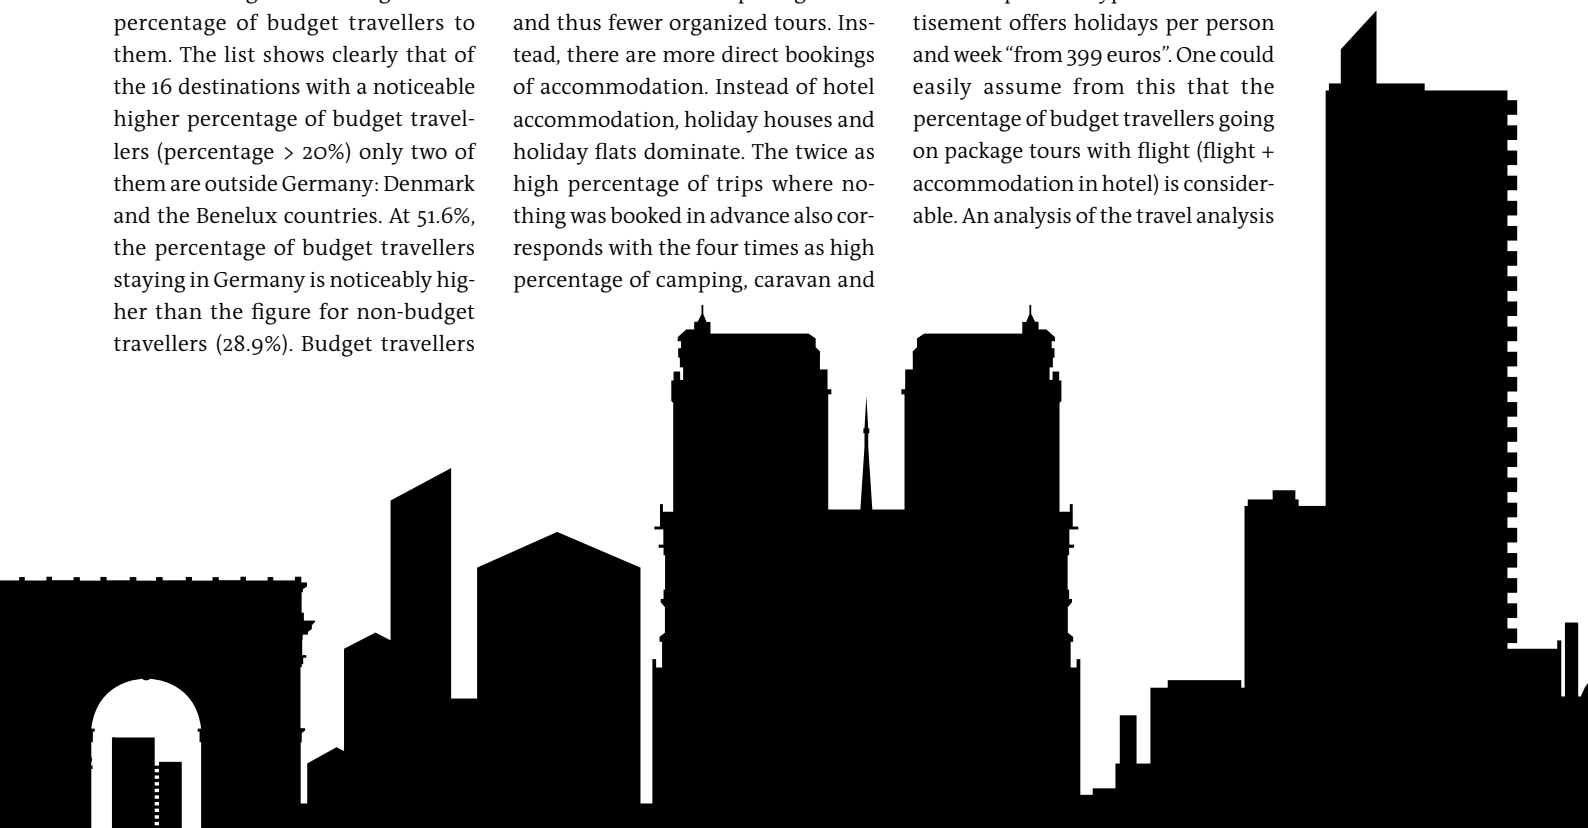 percentage of budget travellers to
them. The list shows clearly that of
the 16 destinations with a noticeable
higher percentage of budget travel-
lers (percentage > 20%) only two of
them are outside Germany: Denmark
and the Benelux countries. At 51.6%,
the percentage of budget travellers
staying in Germany is noticeably hig-
her than the figure for non-budget
travellers (28.9%). Budget travellers
and thus fewer organized tours. Ins-
tead, there are more direct bookings
of accommodation. Instead of hotel
accommodation, holiday houses and
holiday flats dominate. The twice as
high percentage of trips where no-
thing was booked in advance also cor-
responds with the four times as high
percentage of camping, caravan and
tisement offers holidays per person
and week “from 399 euros”. One could
easily assume from this that the
percentage of budget travellers going
on package tours with flight (flight +
accommodation in hotel) is consider-
able. An analysis of the travel analysis